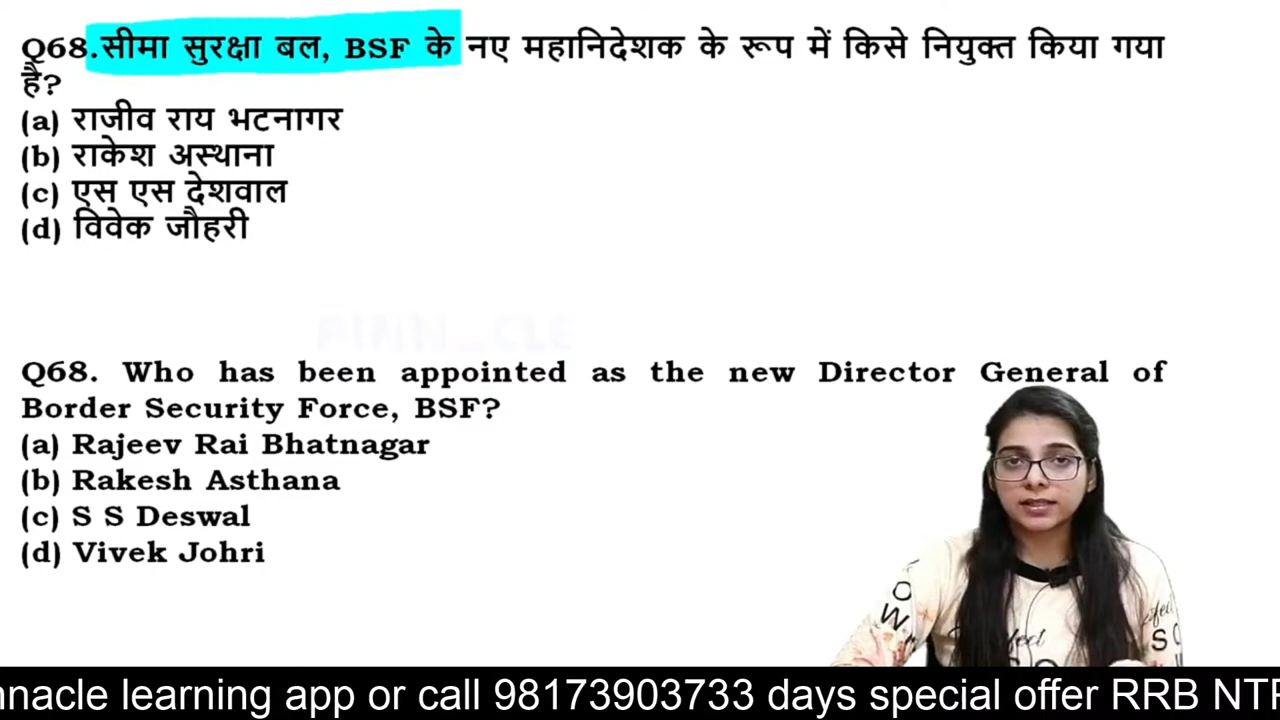 Q68.सीमा सुरक्षा बल, BSF के नए महानिदेशक के रूप में किसे नियुक्त किया गया
है?
(a) राजीव राय भटनागर
(b) राकेश अस्थाना
(c) एस एस देशवाल
(d) विवेक जौहरी
Q68. Who has been appointed as the new Director General of
Border Security Force, BSF?
(a) Rajeev Rai Bhatnagar
(b) Rakesh Asthana
(c) S S Deswal
(d) Vivek Johri
nnacle learning app or call 98173903733 days special offer RRB NTP